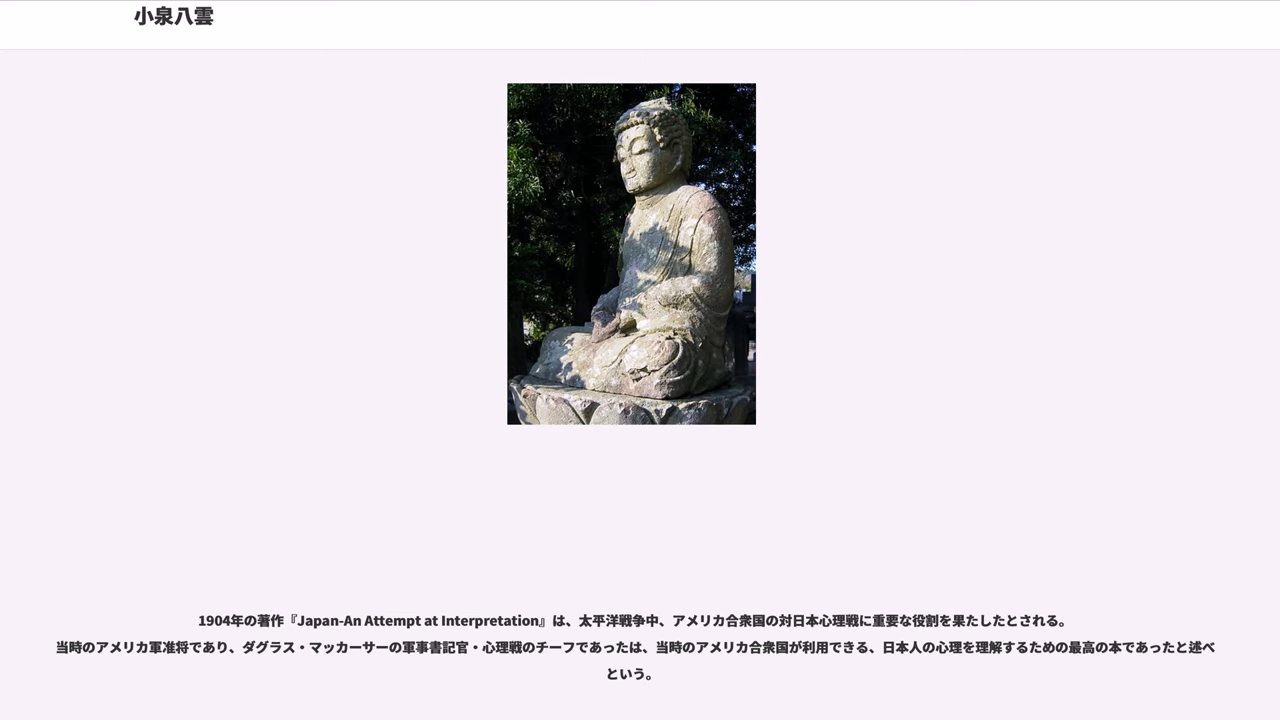 小泉八雲
1904年の著作『Japan-An Attempt at Interpretation』は、太平洋戦争中、アメリカ合衆国の対日本心理戦に重要な役割を果たしたとされる。
当時のアメリカ軍准将であり、ダグラス・マッカーサーの軍事書記官・心理戦のチーフであったは、当時のアメリカ合衆国が利用できる、日本人の心理を理解するための最高の本であったと述べ
という。